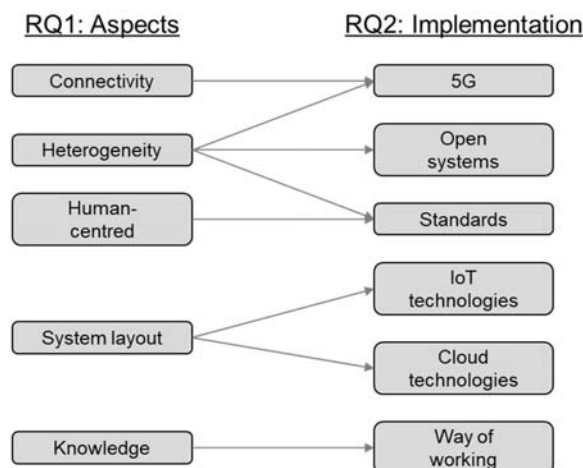 RQ1: Aspects
RQ2: Implementation
Connectivity
5G
Heterogeneity
Open
systems
Human-
centred
Standards
IoT
technologies
System layout
Cloud
technologies
Knowledge
Way of
working